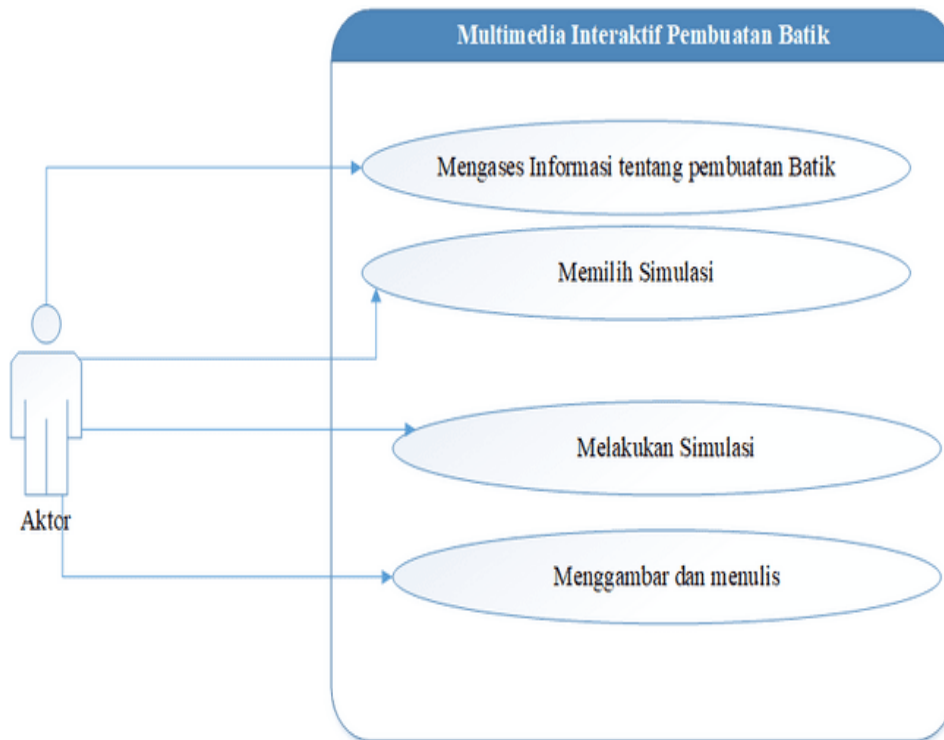 Multimedia Interaktif Pembuatan Batik
Mengases Informasi tentang pembuatan Batik
Memilih Simulasi
Melakukan Simulasi
Aktor
Menggambar dan menulis